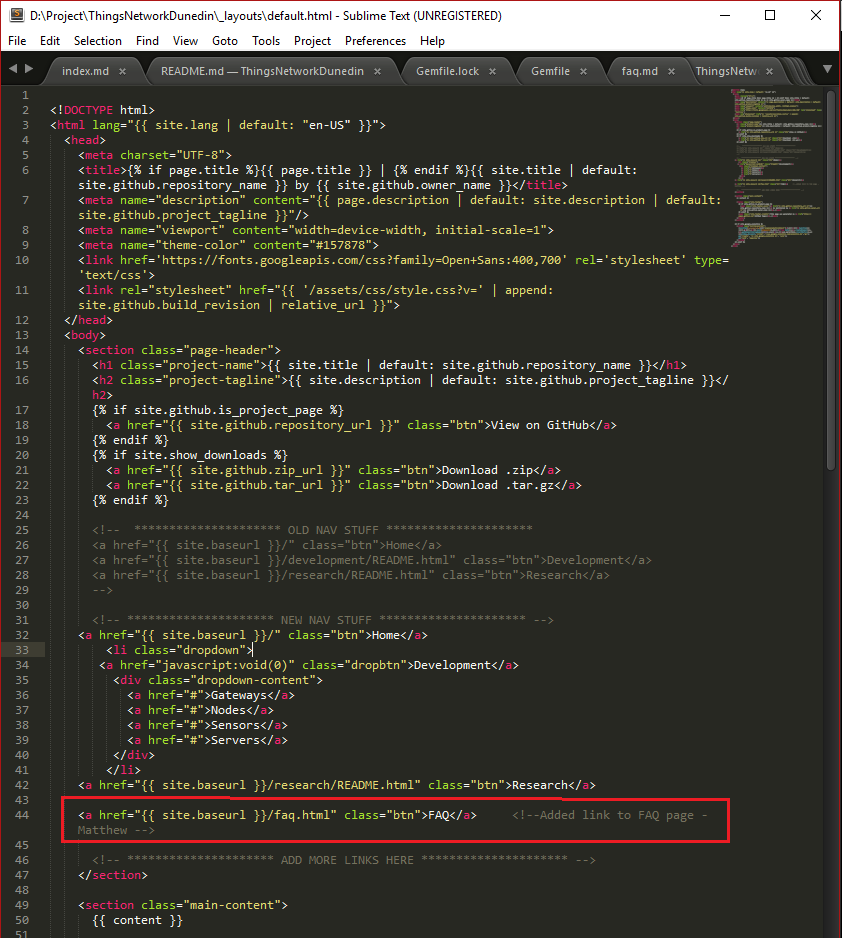 D:\Project\ThingsNetworkDunedin\_layouts\default.html - Sublime Text (UNREGISTERED)
File Edit Selection Find View Goto Tools Project Preferences Help
index.md × README.md — ThingsNetworkDunedin × Gemfile.lock × Gemfile × faq.md × ThingsNetw ×
1
2 <!DOCTYPE html>
3 <html lang="{{ site.lang | default: "en-US" }}">
4 <head>
5 <meta charset="UTF-8">
6 <title>{% if page.title %}{{ page.title }} | {% endif %}{{ site.title | default:
site.github.repository_name }} by {{ site.github.owner_name }}</title>
7 <meta name="description" content="{{ page.description | default: site.description | default:
site.github.project_tagline }}"/>
8 <meta name="viewport" content="width=device-width, initial-scale=1">
9 <meta name="theme-color" content="#157878">
10 <link href='https://fonts.googleapis.com/css?family=Open+Sans:400,700' rel='stylesheet' type=
'text/css'>
11 <link rel="stylesheet" href="{{ '/assets/css/style.css?v=' | append:
site.github.build_revision | relative_url }}">
12 </head>
13 <body>
14 <section class="page-header">
15 <h1 class="project-name">{{ site.title | default: site.github.repository_name }}</h1>
16 <h2 class="project-tagline">{{ site.description | default: site.github.project_tagline }}</
h2>
17 {% if site.github.is_project_page %}
18 <a href="{{ site.github.repository_url }}" class="btn">View on GitHub</a>
19 {% endif %}
20 {% if site.show_downloads %}
21 <a href="{{ site.github.zip_url }}" class="btn">Download .zip</a>
22 <a href="{{ site.github.tar_url }}" class="btn">Download .tar.gz</a>
23 {% endif %}
24
25 <!-- ********************* OLD NAV STUFF *********************
26 <a href="{{ site.baseurl }}/" class="btn">Home</a>
27 <a href="{{ site.baseurl }}/development/README.html" class="btn">Development</a>
28 <a href="{{ site.baseurl }}/research/README.html" class="btn">Research</a>
29 -->
30
31 <!-- ********************* NEW NAV STUFF ********************* -->
32 <a href="{{ site.baseurl }}/" class="btn">Home</a>
33 <li class="dropdown">
34 <a href="javascript:void(0)" class="dropbtn">Development</a>
35 <div class="dropdown-content">
36 <a href="#">Gateways</a>
37 <a href="#">Nodes</a>
38 <a href="#">Sensors</a>
39 <a href="#">Servers</a>
40 </div>
41 </li>
42 <a href="{{ site.baseurl }}/research/README.html" class="btn">Research</a>
43
44 <a href="{{ site.baseurl }}/faq.html" class="btn">FAQ</a> <!--Added link to FAQ page -
Matthew -->
45
46 <!-- ********************* ADD MORE LINKS HERE ********************* -->
47 </section>
48
49 <section class="main-content">
50 {{ content }}
51